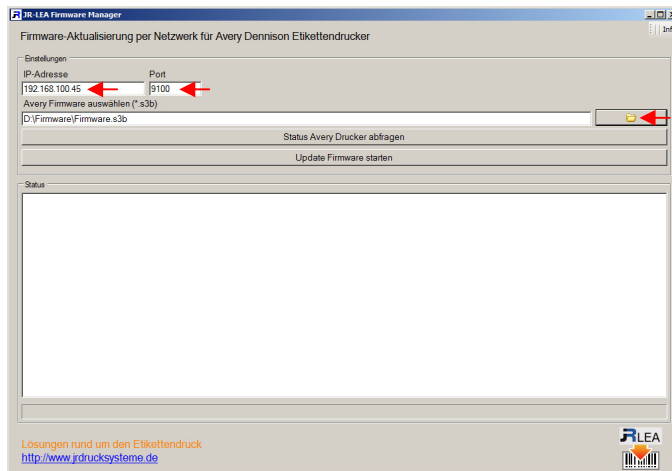 JR-LEA Firmware Manager
Inf
Firmware-Aktualisierung per Netzwerk für Avery Dennison Etikettendrucker
Einstellungen
IP-Adresse Port
192.168.100.45 9100
Avery Firmware auswählen (*.s3b)
D:\Firmware\Firmware.s3b
Status Avery Drucker abfragen
Update Firmware starten
Status
Lösungen rund um den Etikettendruck
http://www.jrdrucksysteme.de
JR LEA